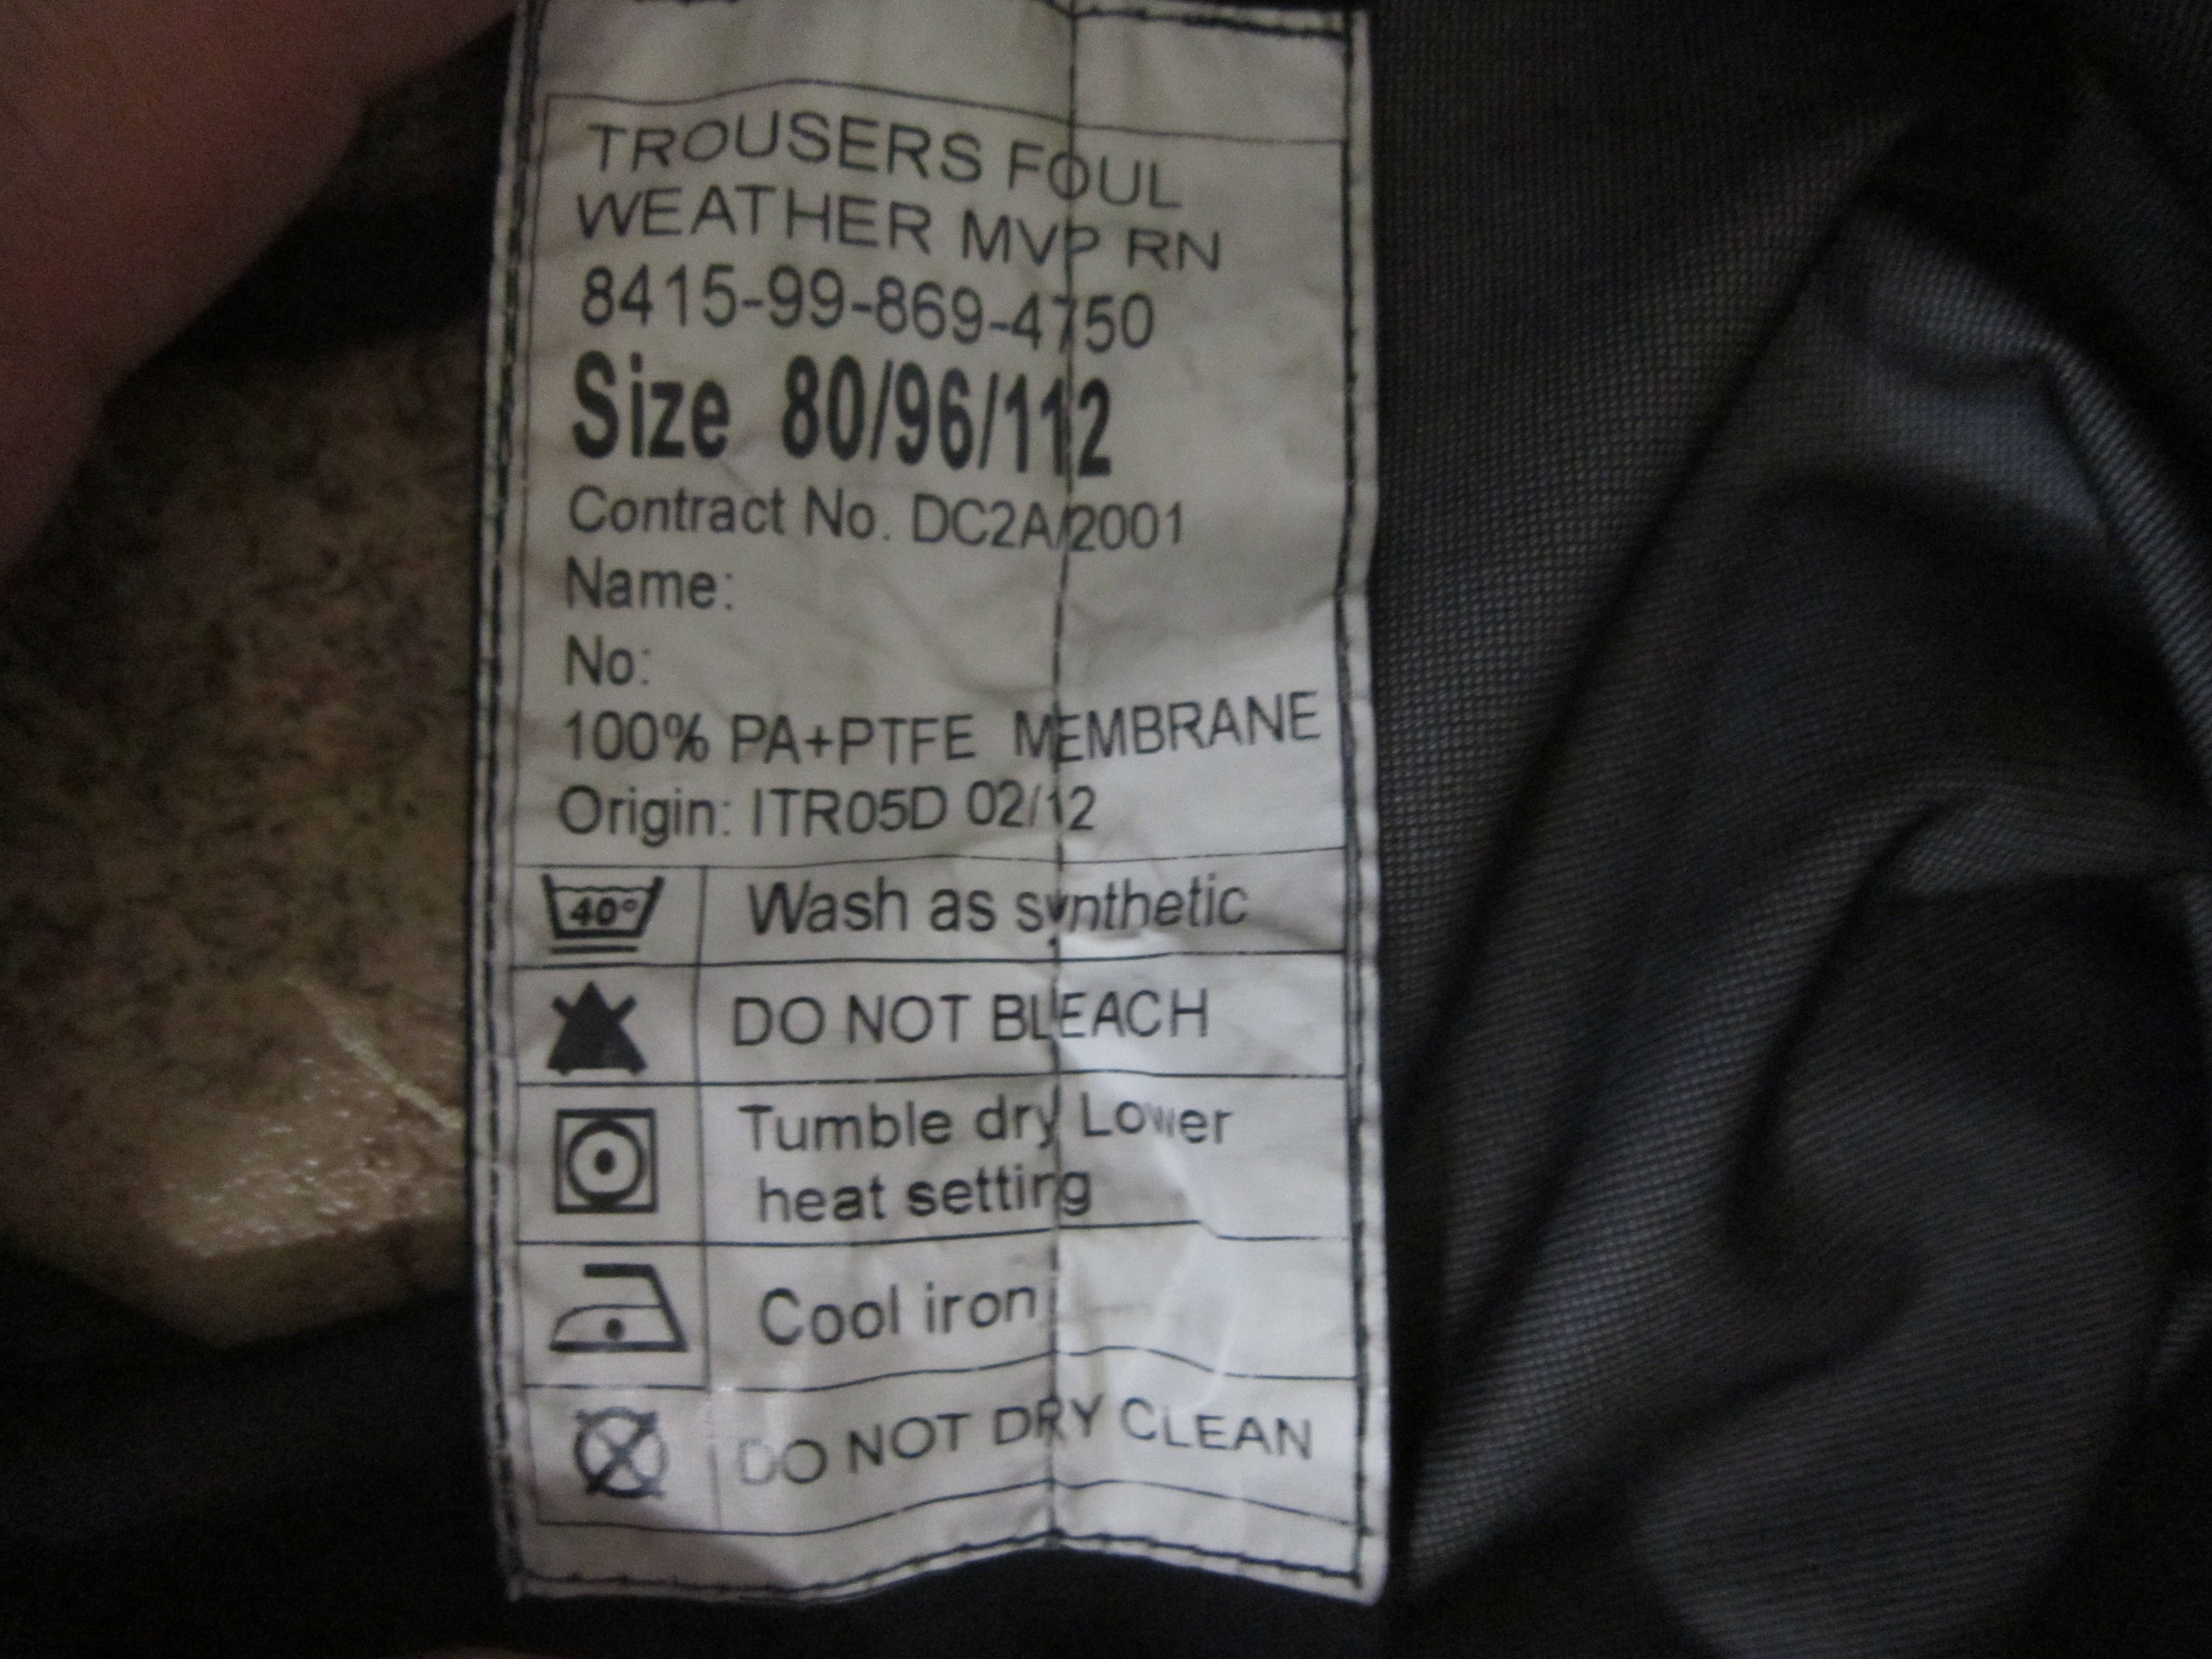 TROUSERS FOUL
WEATHER MVP RN
8415-99-869-4750
Size 80/96/112
Contract No. DC2A/2001
Name:
No:
100% PA+PTFE MEMBRANE
Origin: ITR05D 02/12
40° Wash as synthetic
DO NOT BLEACH
Tumble dry Lower
heat setting
Cool iron
DO NOT DRY CLEAN